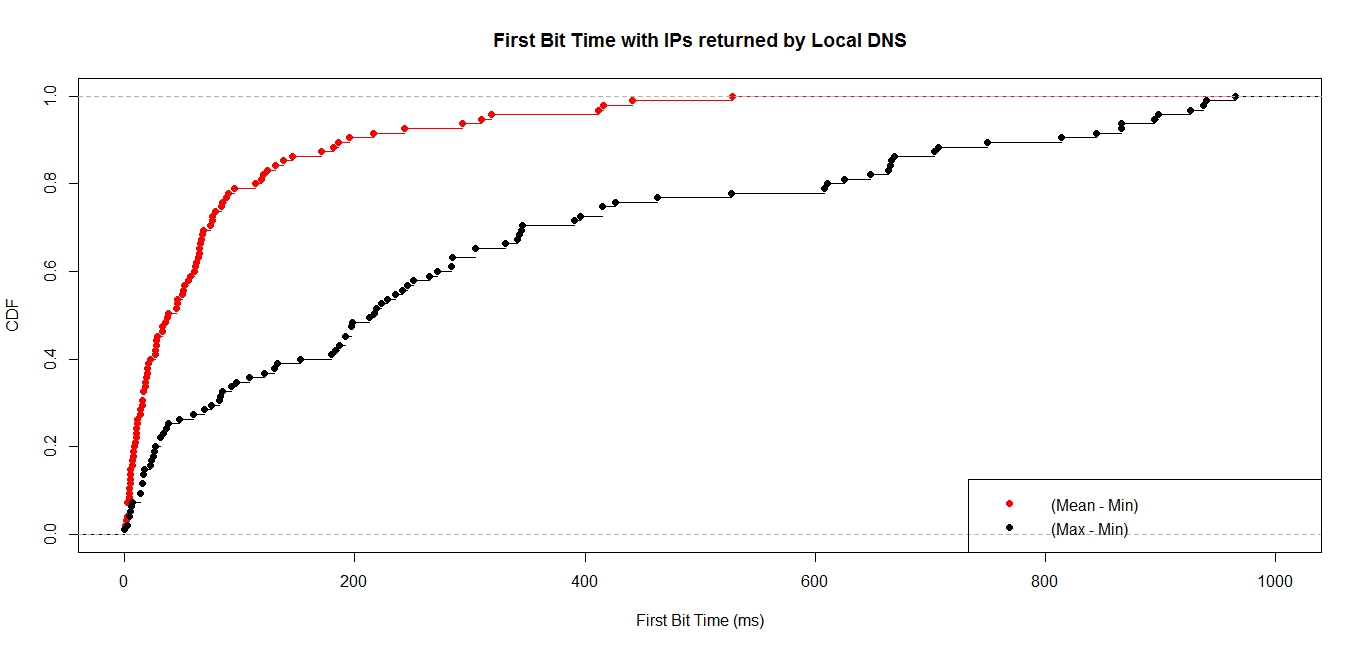 First Bit Time with IPs returned by Local DNS
CDF
1.0
0.8
0.6
0.4
0.2
0.0
(Mean - Min)
(Max - Min)
0 200 400 600 800 1000
First Bit Time (ms)